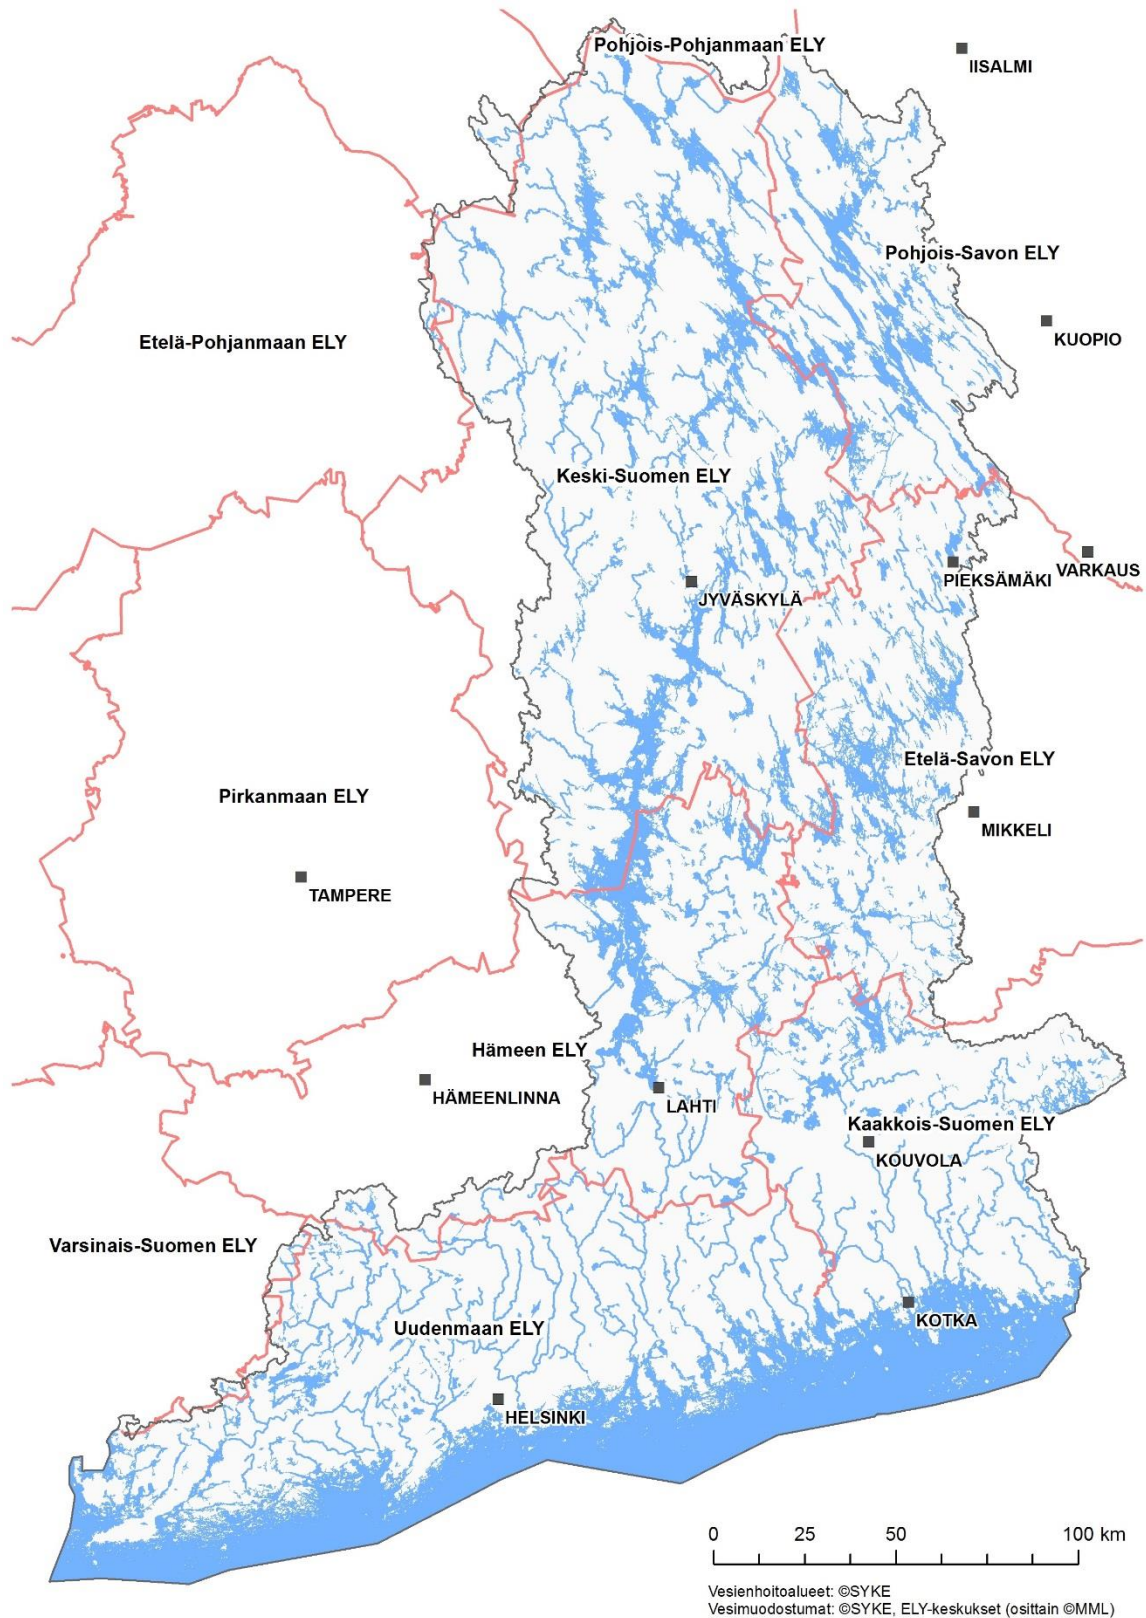 Pohjois-Pohjanmaan ELY
IISALMI
Pohjois-Savon ELY
KUOPIO
Etelä-Pohjanmaan ELY
Keski-Suomen ELY
VARKAUS
PIEKSÄMÄKI
JYVÄSKYLÄ
Etelä-Savon ELY
Pirkanmaan ELY
MIKKELI
TAMPERE
Hämeen ELY
HÄMEENLINNA
LAHTI
Kaakkois-Suomen ELY
KOUVOLA
Varsinais-Suomen ELY
KOTKA
Uudenmaan ELY
HELSINKI
0 25 50 100 km
Vesienhoitoalueet: ©SYKE
Vesimuodostumat: ©SYKE, ELY-keskukset (osittain ©MML)